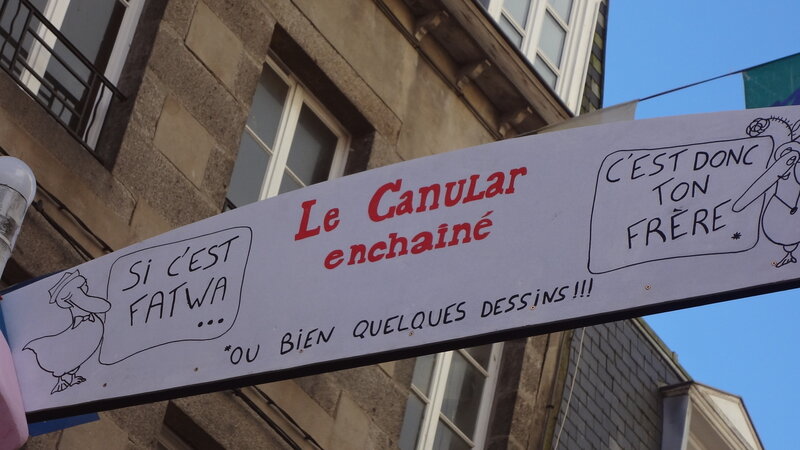 Le Canular
enchaîné
SI C'EST
FATWA
...
C'EST DONC
TON
FRÈRE*
*OU BIEN QUELQUES DESSINS!!!